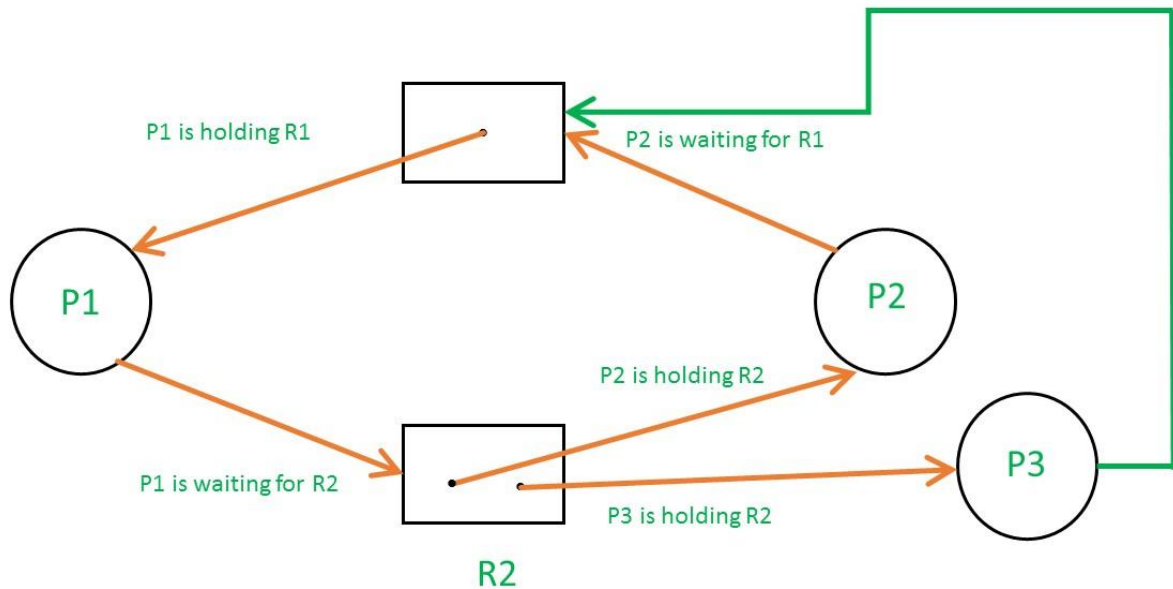 P1 is holding R1
P2 is waiting for R1
P1
P2
P2 is holding R2
P3
P1 is waiting for R2
P3 is holding R2
R2